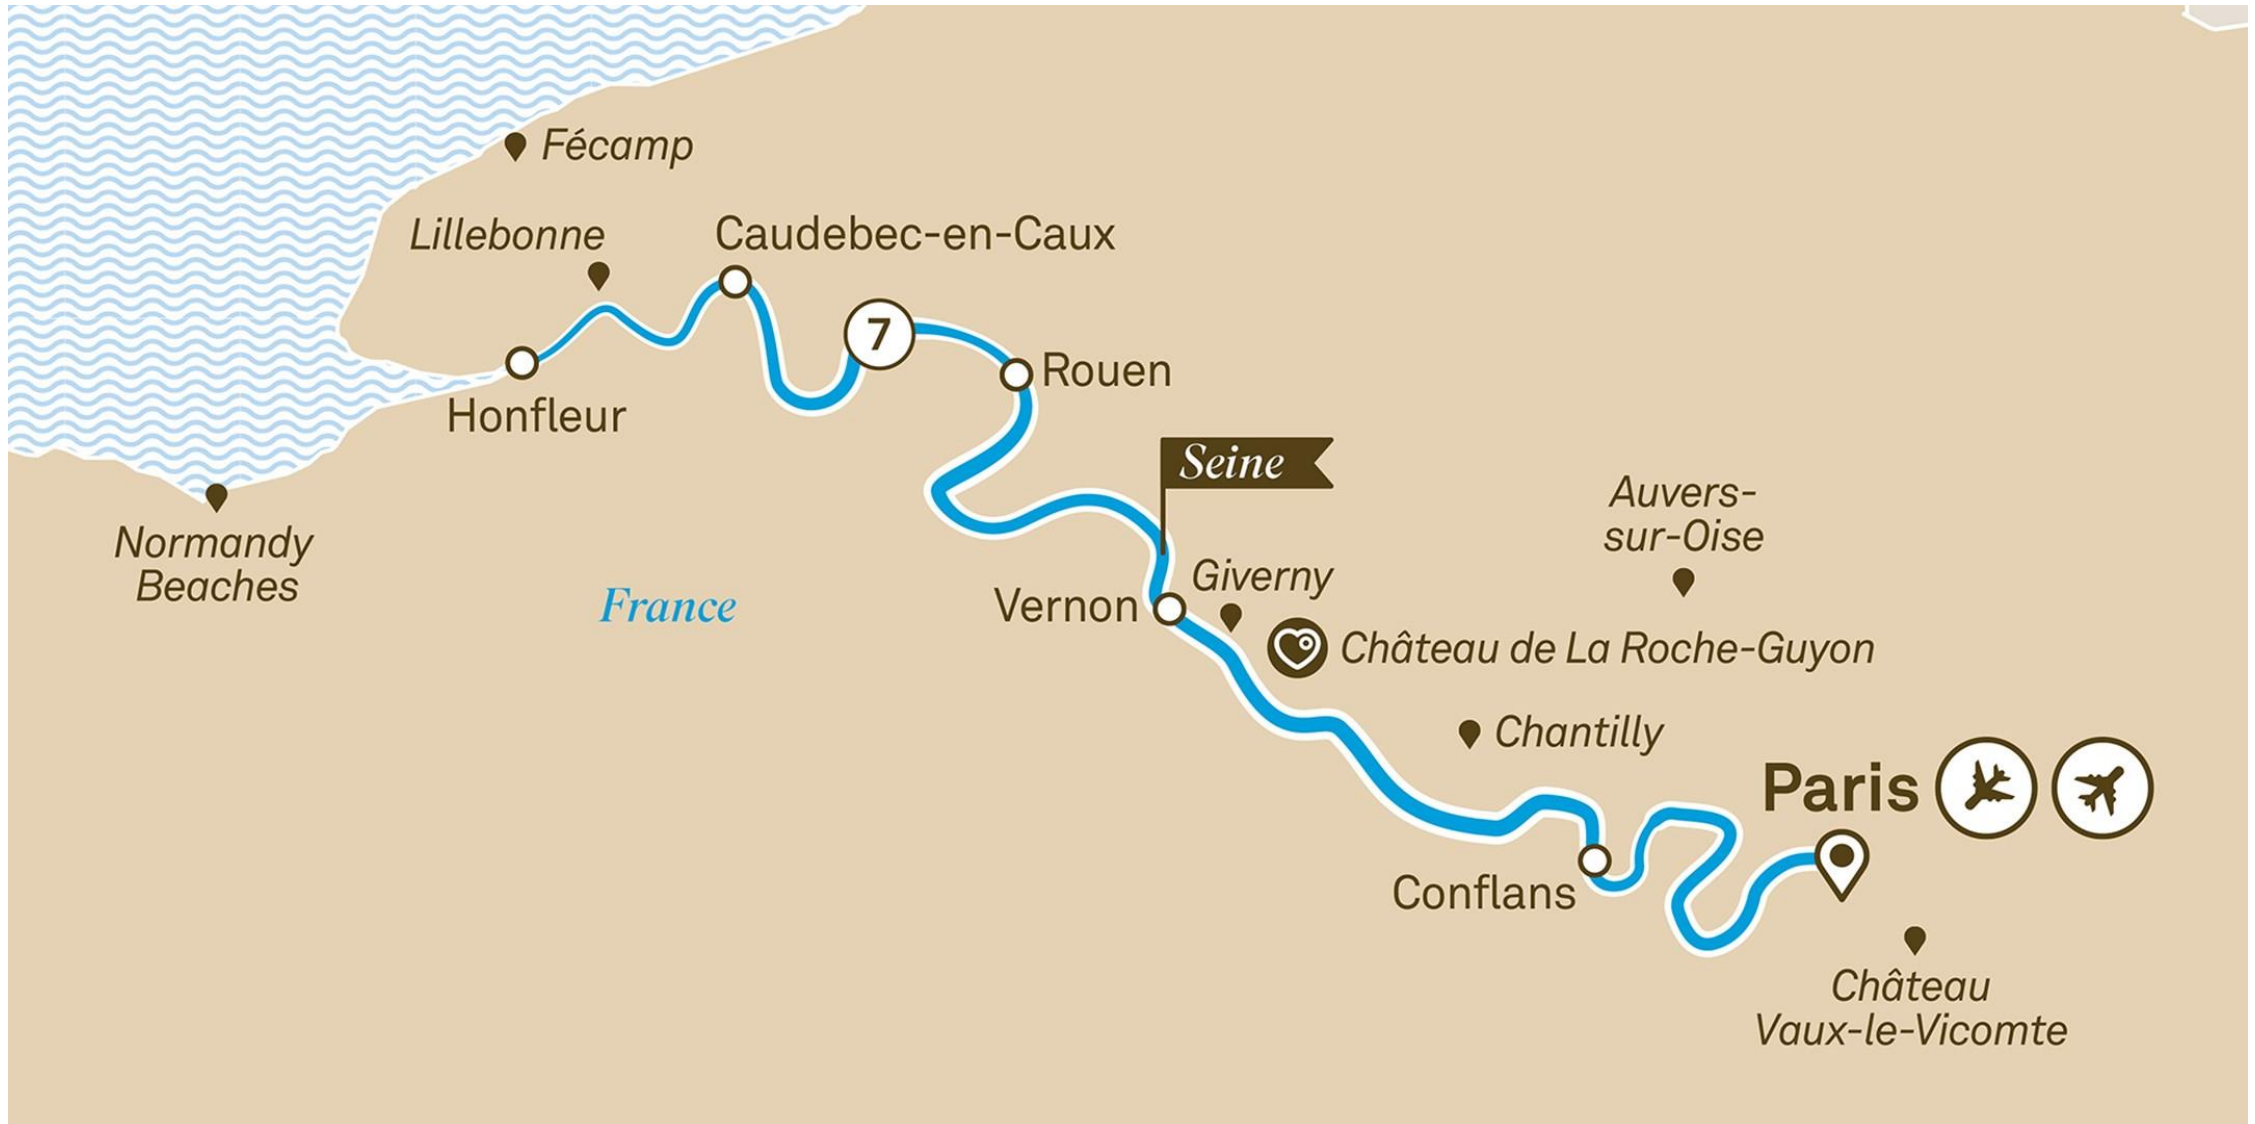 Fécamp
Lillebonne
Caudebec-en-Caux
7
Rouen
Honfleur
Seine
Normandy
Beaches
France
Auvers-
sur-Oise
Giverny
Vernon
Château de La Roche-Guyon
Chantilly
Paris
Conflans
Château
Vaux-le-Vicomte